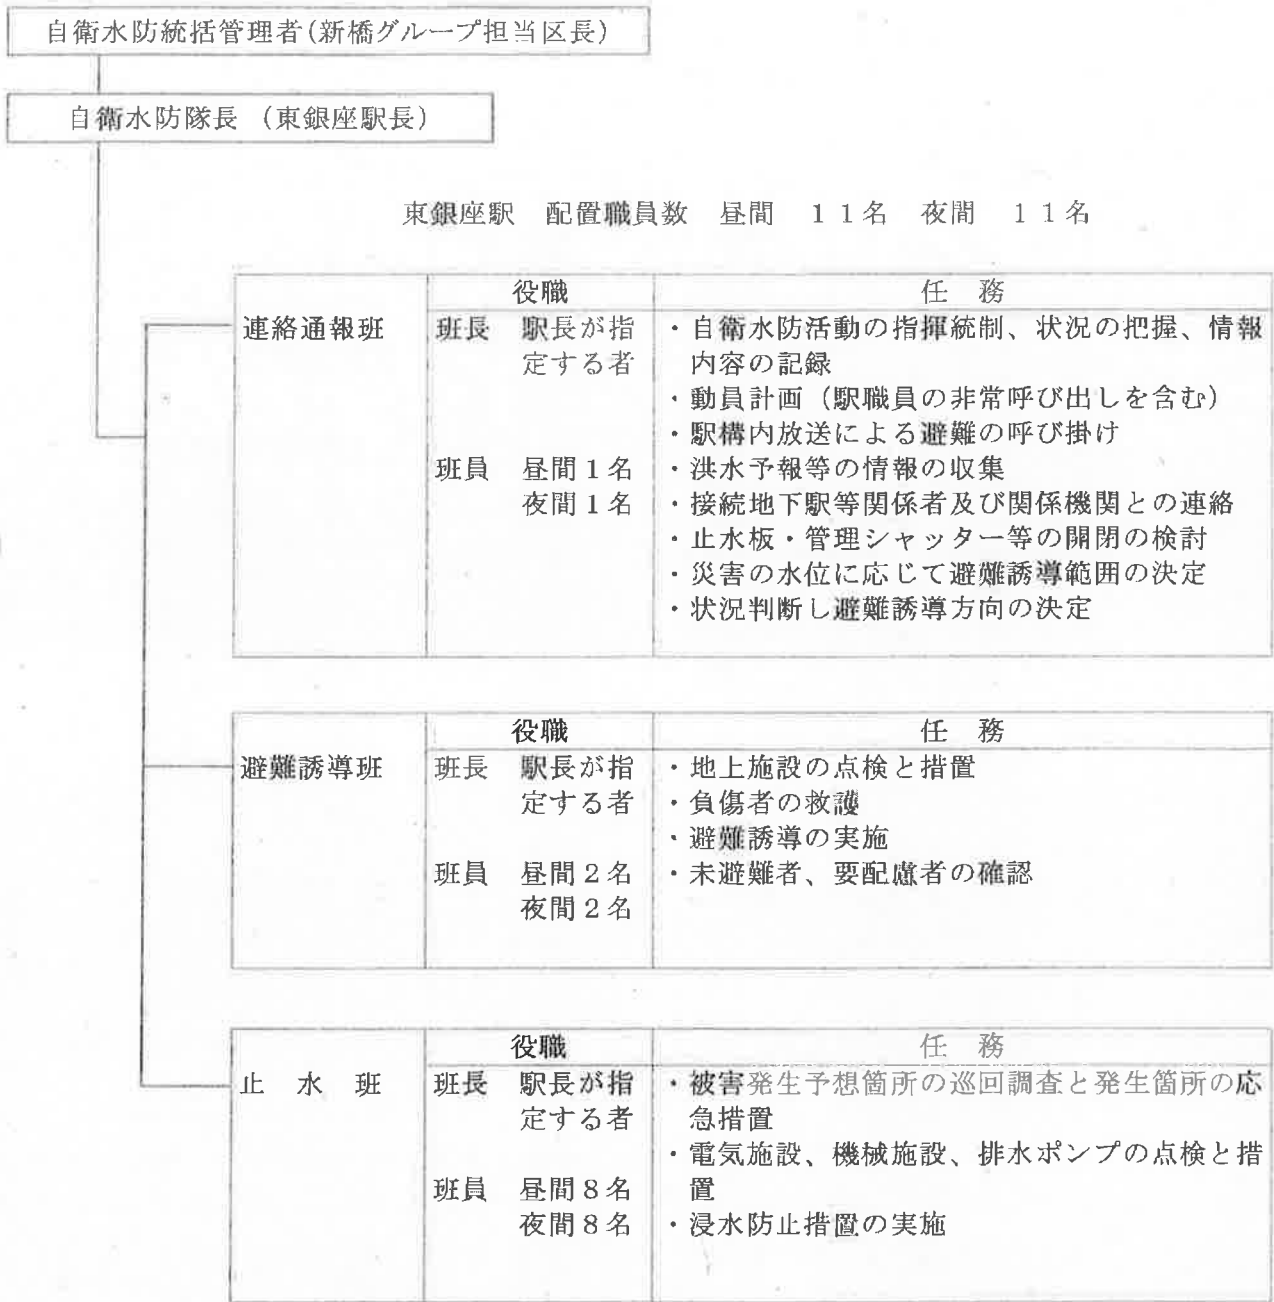 自衛水防統括管理者(新橋グループ担当区長)
自衛水防隊長 (東銀座駅長)
東銀座駅 配置職員数 昼間 11名 夜間 11名
役職 任 務
連絡通報班 班長 駅長が指 ・自衛水防活動の指揮統制、状況の把握、情報
定する者 内容の記録
・動員計画(駅職員の非常呼び出しを含む)
・駅構内放送による避難の呼び掛け
班員 昼間1名 ・洪水予報等の情報の収集
夜間1名 ・接続地下駅等関係者及び関係機関との連絡
・止水板・管理シャッター等の開閉の検討
・災害の水位に応じて避難誘導範囲の決定
・状況判断し避難誘導方向の決定
役職 任 務
避難誘導班 班長 駅長が指 ・地上施設の点検と措置
定する者 ・負傷者の救護
・避難誘導の実施
班員 昼間2名 ・未避難者、要配慮者の確認
夜間2名
役職 任 務
止 水 班 班長 駅長が指 ・被害発生予想箇所の巡回調査と発生箇所の応
定する者 急措置
・電気施設、機械施設、排水ポンプの点検と措
班員 昼間8名 置
夜間8名 ・浸水防止措置の実施